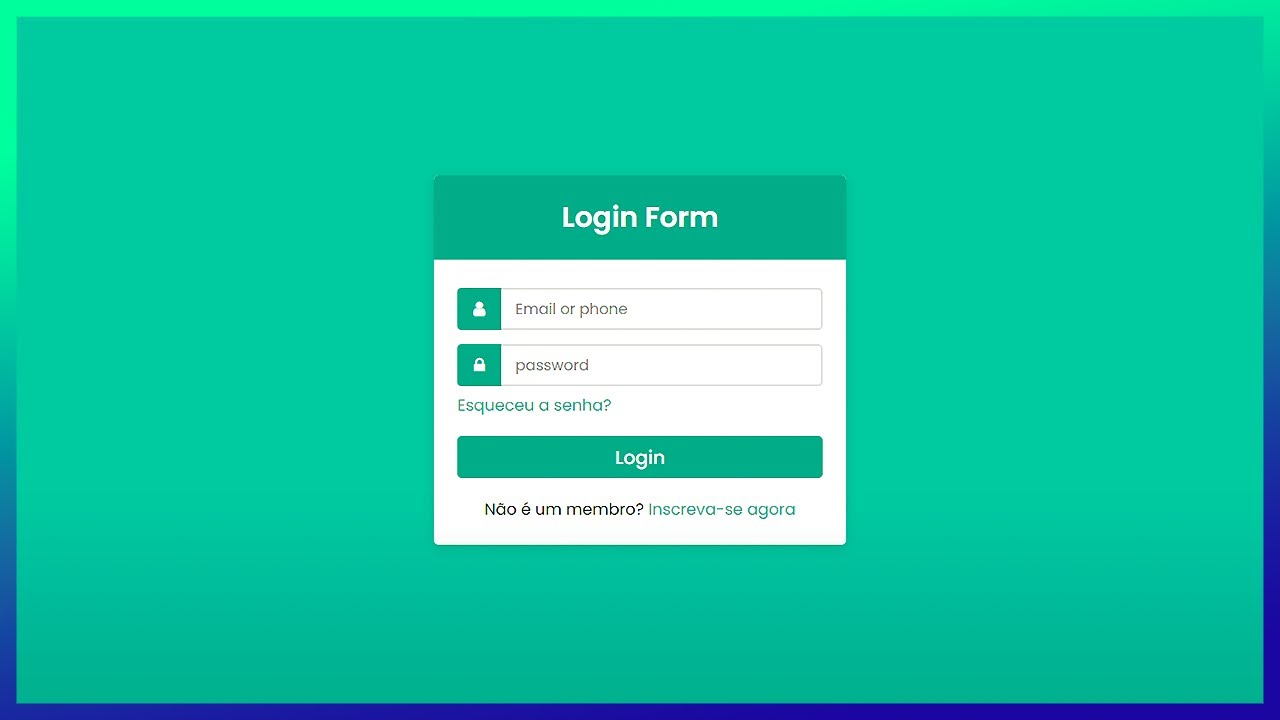 Login Form
Email or phone
password
Esqueceu a senha?
Login
Não é um membro? Inscreva-se agora